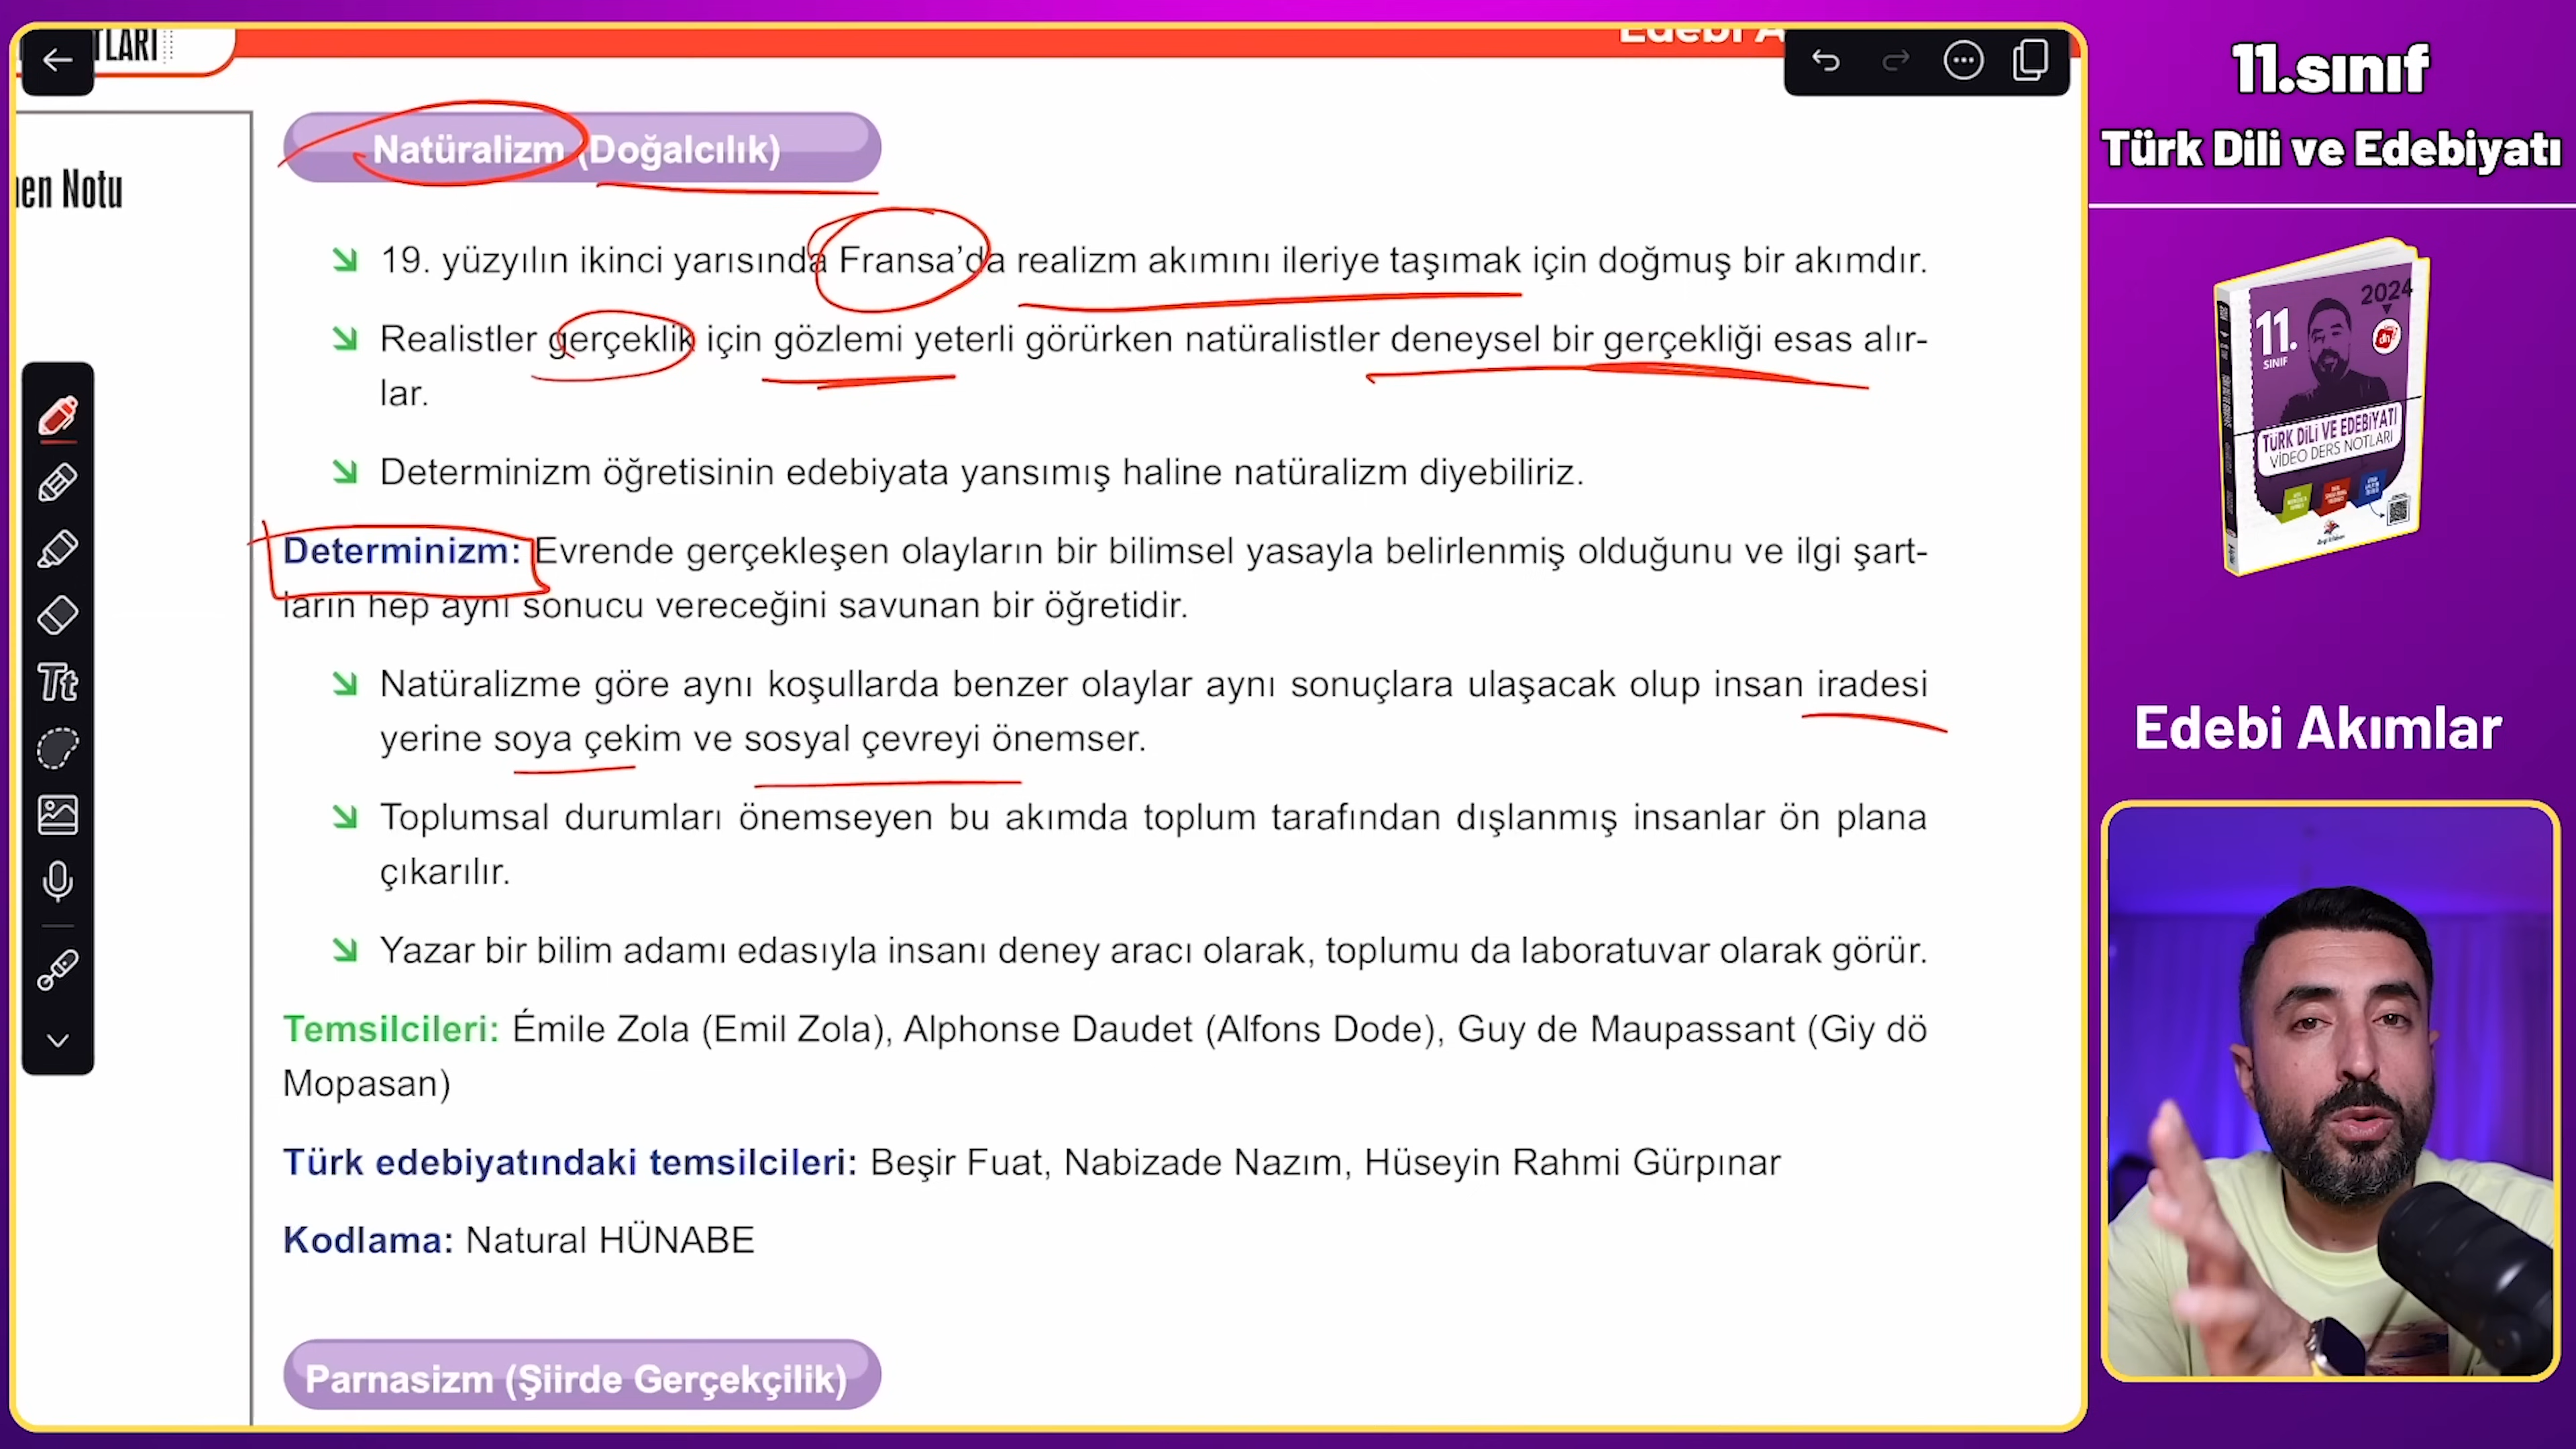 TLARI
Edebi A
11.sınıf
Türk Dili ve Edebiyatı
en Notu
Natüralizm (Doğalcılık)
19. yüzyılın ikinci yarısında Fransa'da realizm akımını ileriye taşımak için doğmuş bir akımdır.
Realistler gerçeklik için gözlemi yeterli görürken natüralistler deneysel bir gerçekliği esas alır-
lar.
Determinizm öğretisinin edebiyata yansımış haline natüralizm diyebiliriz.
Determinizm: Evrende gerçekleşen olayların bir bilimsel yasayla belirlenmiş olduğunu ve ilgi şart-
ların hep aynı sonucu vereceğini savunan bir öğretidir.
Natüralizme göre aynı koşullarda benzer olaylar aynı sonuçlara ulaşacak olup insan iradesi
yerine soya çekim ve sosyal çevreyi önemser.
Toplumsal durumları önemseyen bu akımda toplum tarafından dışlanmış insanlar ön plana
çıkarılır.
Yazar bir bilim adamı edasıyla insanı deney aracı olarak, toplumu da laboratuvar olarak görür.
Temsilcileri: Émile Zola (Emil Zola), Alphonse Daudet (Alfons Dode), Guy de Maupassant (Giy dö
Mopasan)
Türk edebiyatındaki temsilcileri: Beşir Fuat, Nabizade Nazım, Hüseyin Rahmi Gürpınar
Kodlama: Natural HÜNABE
Parnasizm (Şiirde Gerçekçilik)
Tt
2024
11.
SINIF
TÜRK DİLİ VE EDEBİYATI
VİDEO DERS NOTLARI
Edebi Akımlar